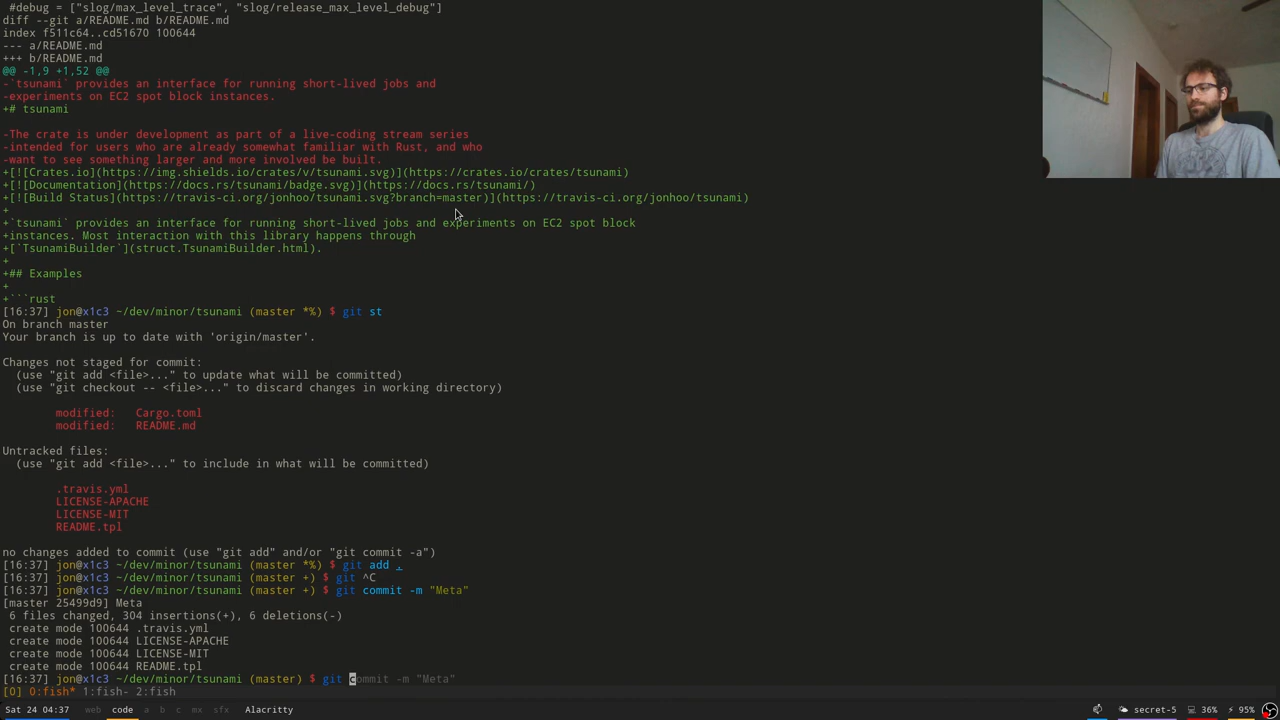 #debug = ["slog/max_level_trace", "slog/release_max_level_debug"]
diff --git a/README.md b/README.md
index f511c64..cd51670 100644
--- a/README.md
+++ b/README.md
@@ -1,9 +1,52 @@
-`tsunami` provides an interface for running short-lived jobs and
-experiments on EC2 spot block instances.
+# tsunami

-The crate is under development as part of a live-coding stream series
-intended for users who are already somewhat familiar with Rust, and who
-want to see something larger and more involved be built.
+[![Crates.io](https://img.shields.io/crates/v/tsunami.svg)](https://crates.io/crates/tsunami)
+[![Documentation](https://docs.rs/tsunami/badge.svg)](https://docs.rs/tsunami/)
+[![Build Status](https://travis-ci.org/jonhoo/tsunami.svg?branch=master)](https://travis-ci.org/jonhoo/tsunami)
+
+`tsunami` provides an interface for running short-lived jobs and experiments on EC2 spot block
+instances. Most interaction with this library happens through
+[`TsunamiBuilder`](struct.TsunamiBuilder.html).
+
+## Examples
+
+```rust
[16:37] jon@x1c3 ~/dev/minor/tsunami (master *%) $ git st
On branch master
Your branch is up to date with 'origin/master'.

Changes not staged for commit:
  (use "git add <file>..." to update what will be committed)
  (use "git checkout -- <file>..." to discard changes in working directory)

        modified:   Cargo.toml
        modified:   README.md

Untracked files:
  (use "git add <file>..." to include in what will be committed)

        .travis.yml
        LICENSE-APACHE
        LICENSE-MIT
        README.tpl

no changes added to commit (use "git add" and/or "git commit -a")
[16:37] jon@x1c3 ~/dev/minor/tsunami (master *%) $ git add .
[16:37] jon@x1c3 ~/dev/minor/tsunami (master +) $ git ^C
[16:37] jon@x1c3 ~/dev/minor/tsunami (master +) $ git commit -m "Meta"
[master 25499d9] Meta
 6 files changed, 304 insertions(+), 6 deletions(-)
 create mode 100644 .travis.yml
 create mode 100644 LICENSE-APACHE
 create mode 100644 LICENSE-MIT
 create mode 100644 README.tpl
[16:37] jon@x1c3 ~/dev/minor/tsunami (master) $ git commit -m "Meta"
[0] 0:fish* 1:fish- 2:fish
Sat 24 04:37 web code a b c mx sfx Alacritty secret-5 36% 95%